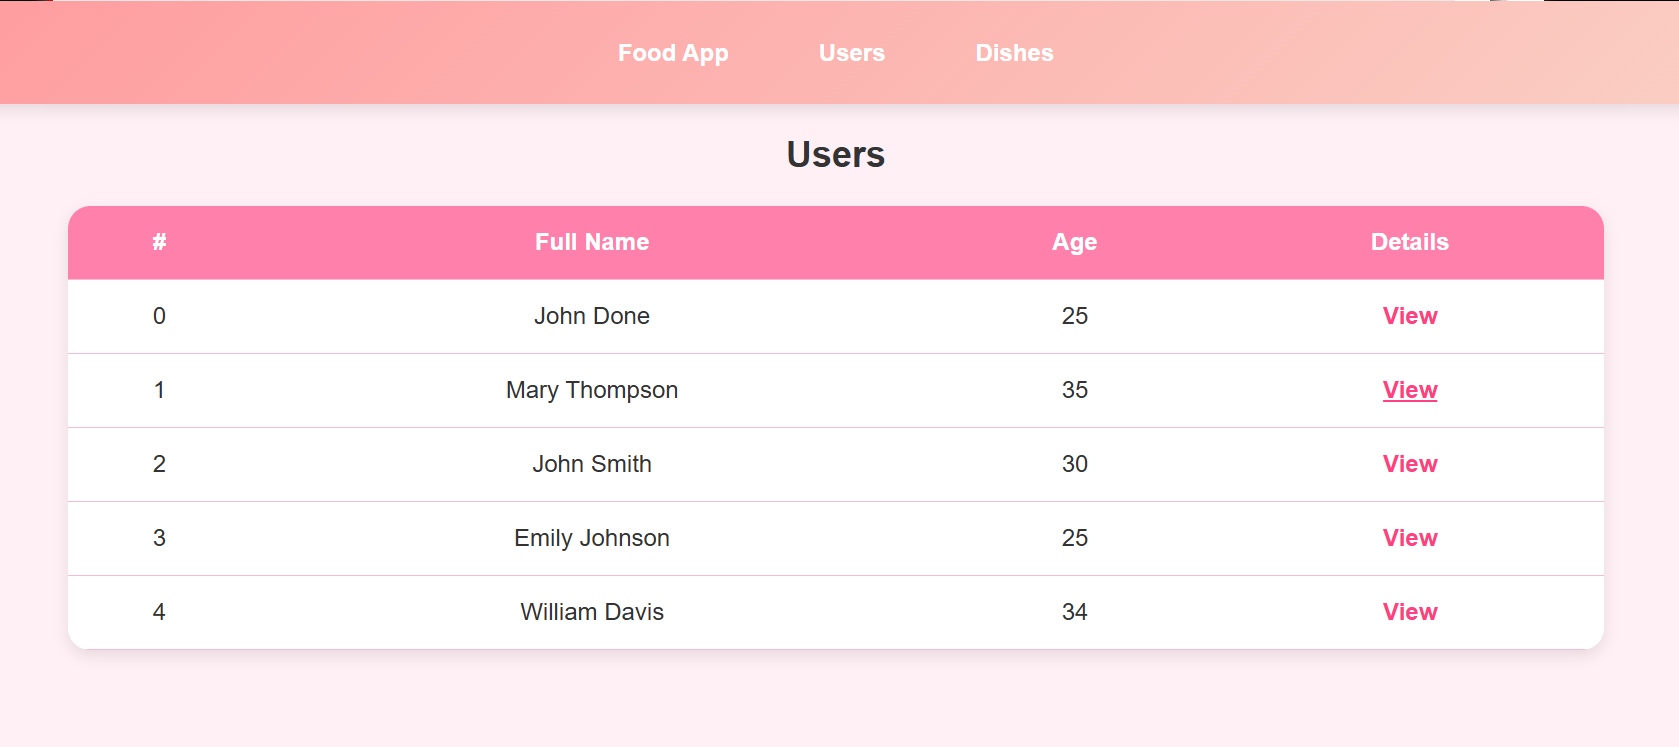 Food App Users Dishes
Users
# Full Name Age Details
0 John Done 25 View
1 Mary Thompson 35 View
2 John Smith 30 View
3 Emily Johnson 25 View
4 William Davis 34 View